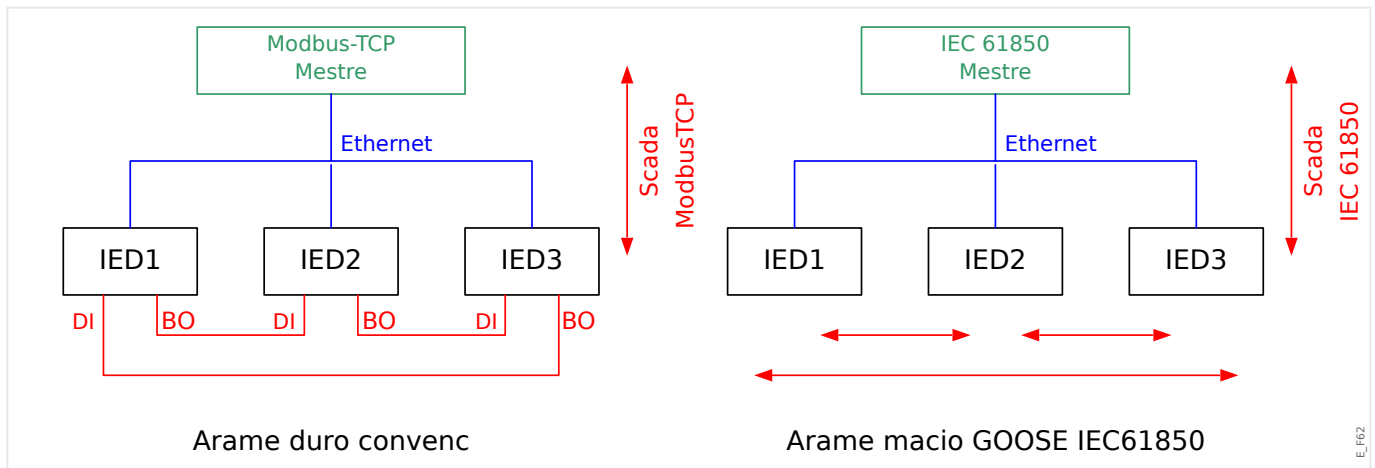 Modbus-TCP
Mestre
Ethernet
Scada
ModbusTCP
IED1
IED2
IED3
DI
BO
DI
BO
DI
BO
Arame duro convenc
IEC 61850
Mestre
Ethernet
Scada
IEC 61850
IED1
IED2
IED3
Arame macio GOOSE IEC61850
E_F62